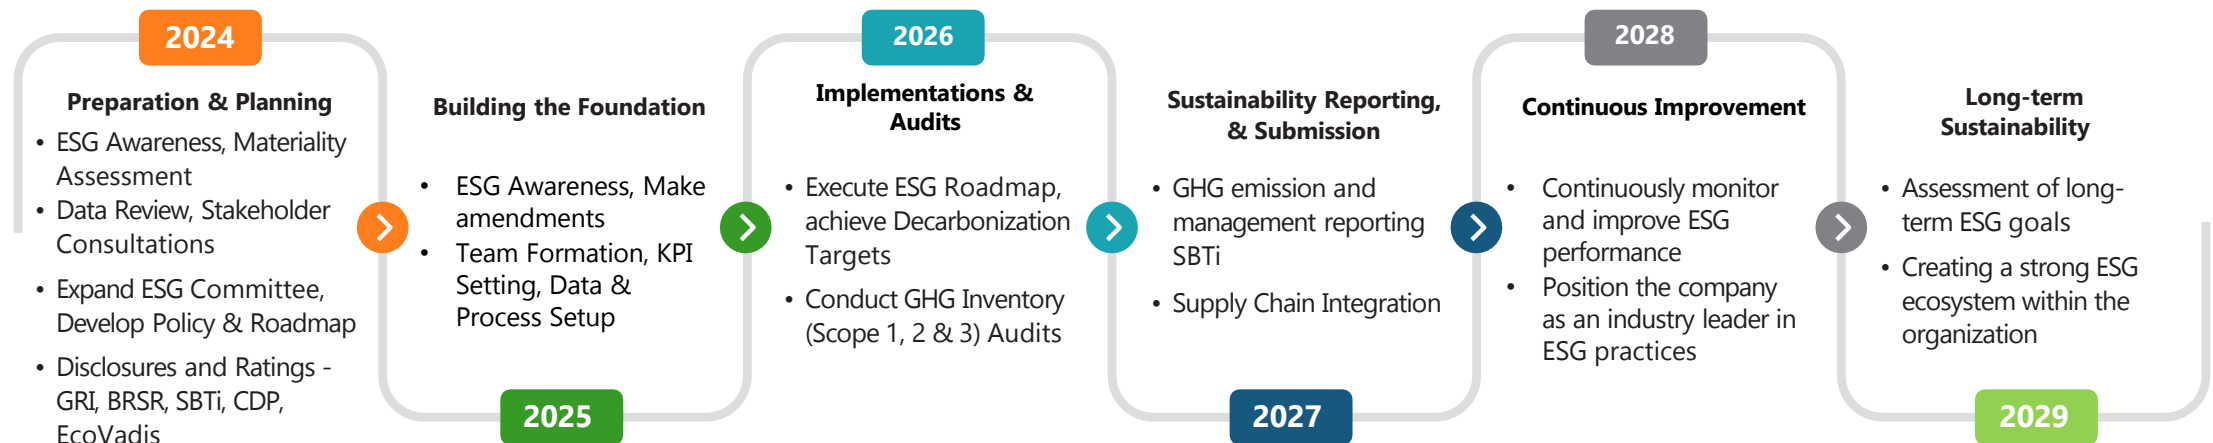 2024
Preparation & Planning
• ESG Awareness, Materiality
Assessment
• Data Review, Stakeholder
Consultations
• Expand ESG Committee,
Develop Policy & Roadmap
• Disclosures and Ratings -
GRI, BRSR, SBTi, CDP,
EcoVadis
Building the Foundation
• ESG Awareness, Make
amendments
• Team Formation, KPI
Setting, Data &
Process Setup
2025
2026
Implementations &
Audits
• Execute ESG Roadmap,
achieve Decarbonization
Targets
• Conduct GHG Inventory
(Scope 1, 2 & 3) Audits
Sustainability Reporting,
& Submission
• GHG emission and
management reporting
SBTi
• Supply Chain Integration
2027
2028
Continuous Improvement
• Continuously monitor
and improve ESG
performance
• Position the company
as an industry leader in
ESG practices
Long-term
Sustainability
• Assessment of long-
term ESG goals
• Creating a strong ESG
ecosystem within the
organization
2029